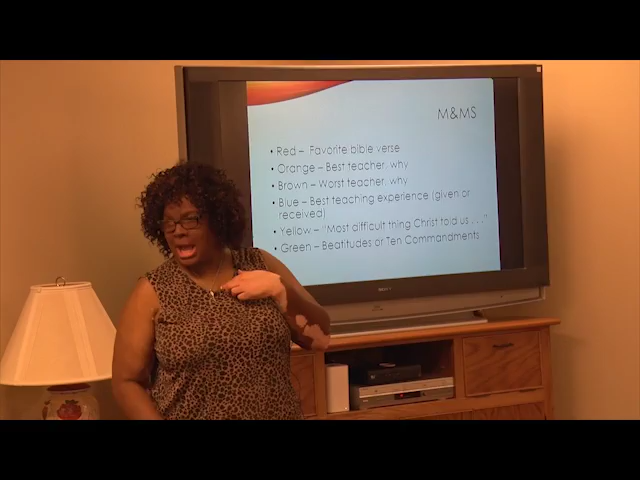 M&MS
• Red – Favorite bible verse
• Orange – Best teacher, why
• Brown – Worst teacher, why
• Blue – Best teaching experience (given or
received)
• Yellow – "Most difficult thing Christ told us . . ."
• Green – Beatitudes or Ten Commandments
SONY